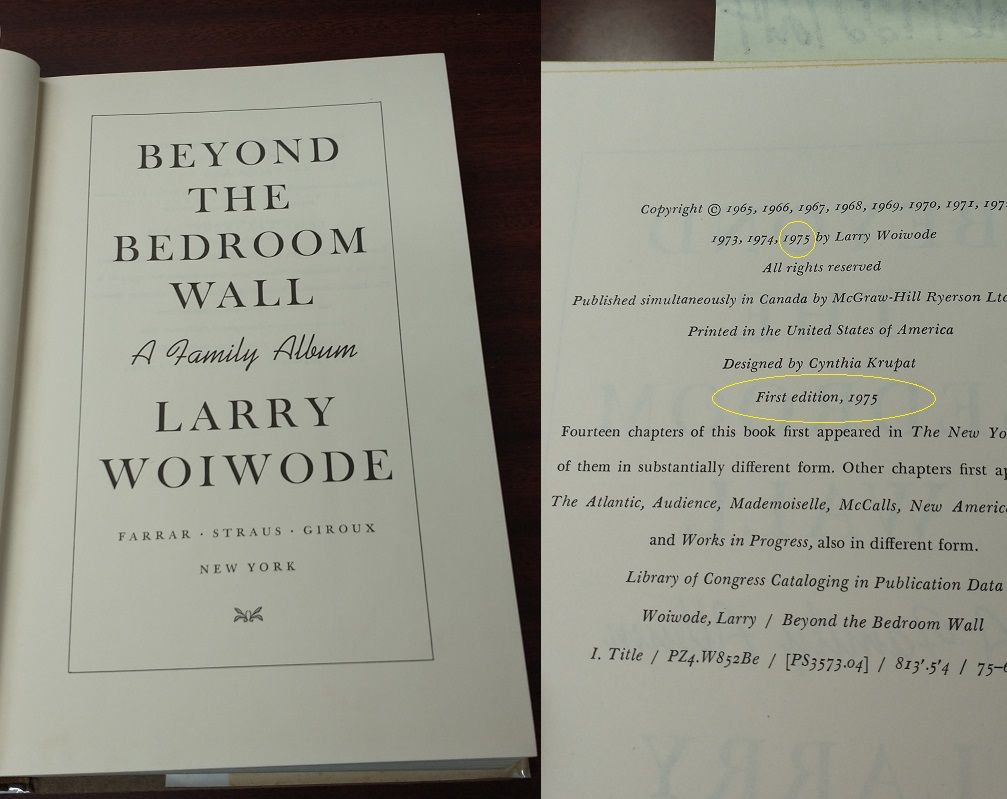 BEYOND
THE
BEDROOM
WALL
A Family Album
LARRY
WOIWODE
FARRAR · STRAUS · GIROUX
NEW YORK
Copyright © 1965, 1966, 1967, 1968, 1969, 1970, 1971,
1973, 1974, 1975 by Larry Woiwode
All rights reserved
Published simultaneously in Canada by McGraw-Hill Ryerson
Printed in the United States of America
Designed by Cynthia Krupat
First edition, 1975
Fourteen chapters of this book first appeared in The New
of them in substantially different form. Other chapters first
The Atlantic, Audience, Mademoiselle, McCalls, New
and Works in Progress, also in different form.
Library of Congress Cataloging in Publication Data
Woiwode, Larry / Beyond the Bedroom Wall
I. Title / PZ4.W852Be / [PS3573.04] / 813'.5'4 /